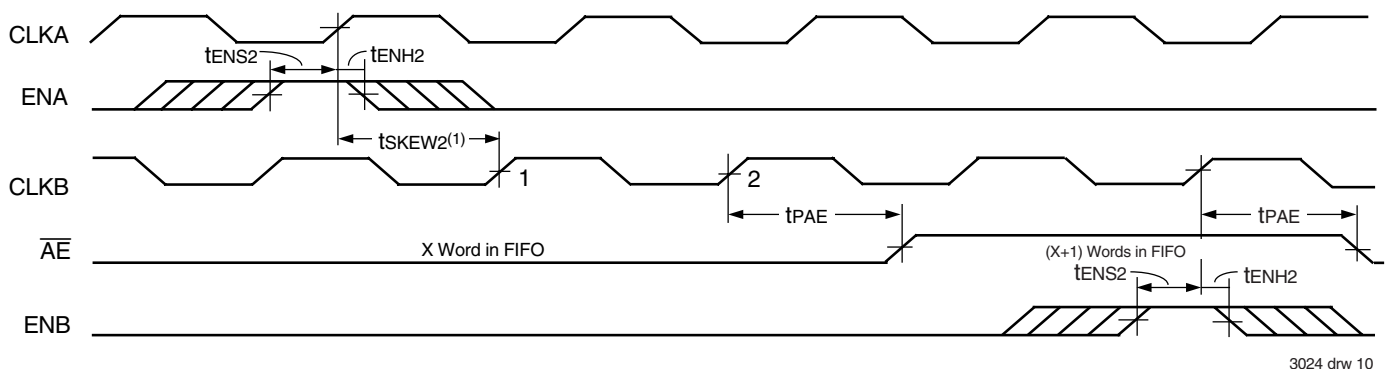 CLKA
tENS2 tENH2
ENA
tSKEW2(1)
CLKB 1 2
tPAE tPAE
AE X Word in FIFO (X+1) Words in FIFO
tENS2 tENH2
ENB
3024 drw 10